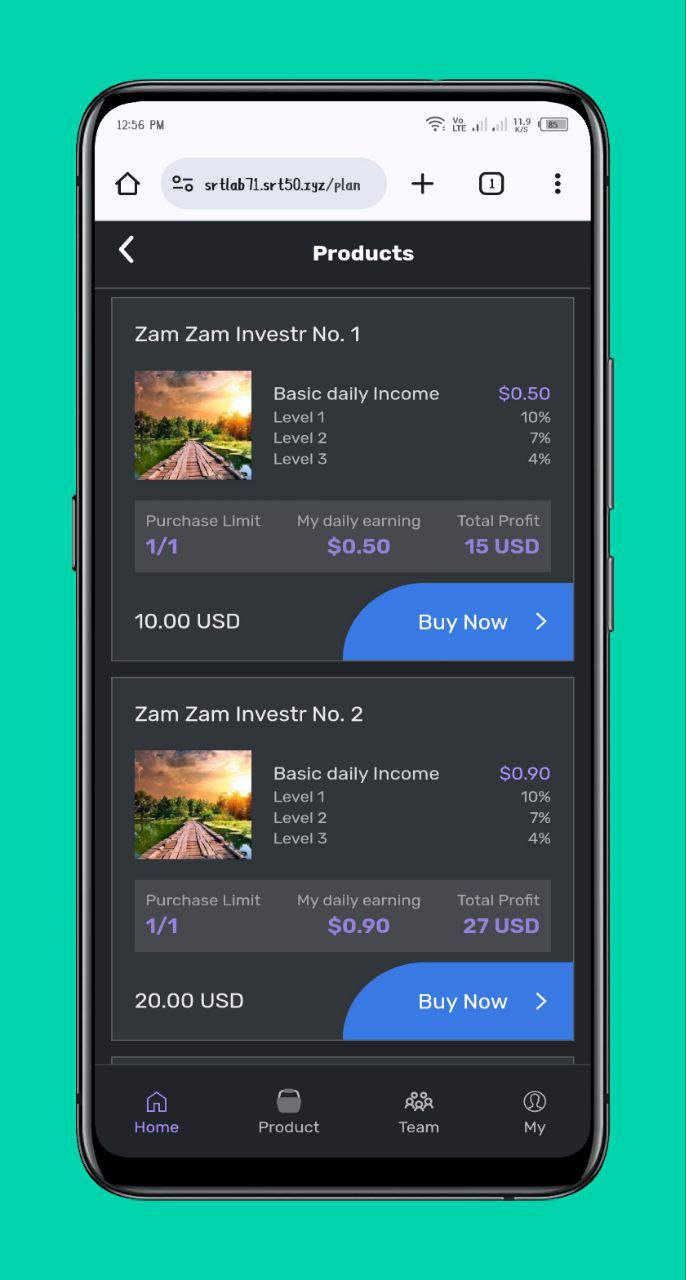 12:56 PM
Vo LTE 11.9 K/S 85
srtlab71.srt50.xyz/plan
1
Products
Zam Zam Investr No. 1
Basic daily Income $0.50
Level 1 10%
Level 2 7%
Level 3 4%
Purchase Limit My daily earning Total Profit
1/1 $0.50 15 USD
10.00 USD Buy Now
Zam Zam Investr No. 2
Basic daily Income $0.90
Level 1 10%
Level 2 7%
Level 3 4%
Purchase Limit My daily earning Total Profit
1/1 $0.90 27 USD
20.00 USD Buy Now
Home Product Team My